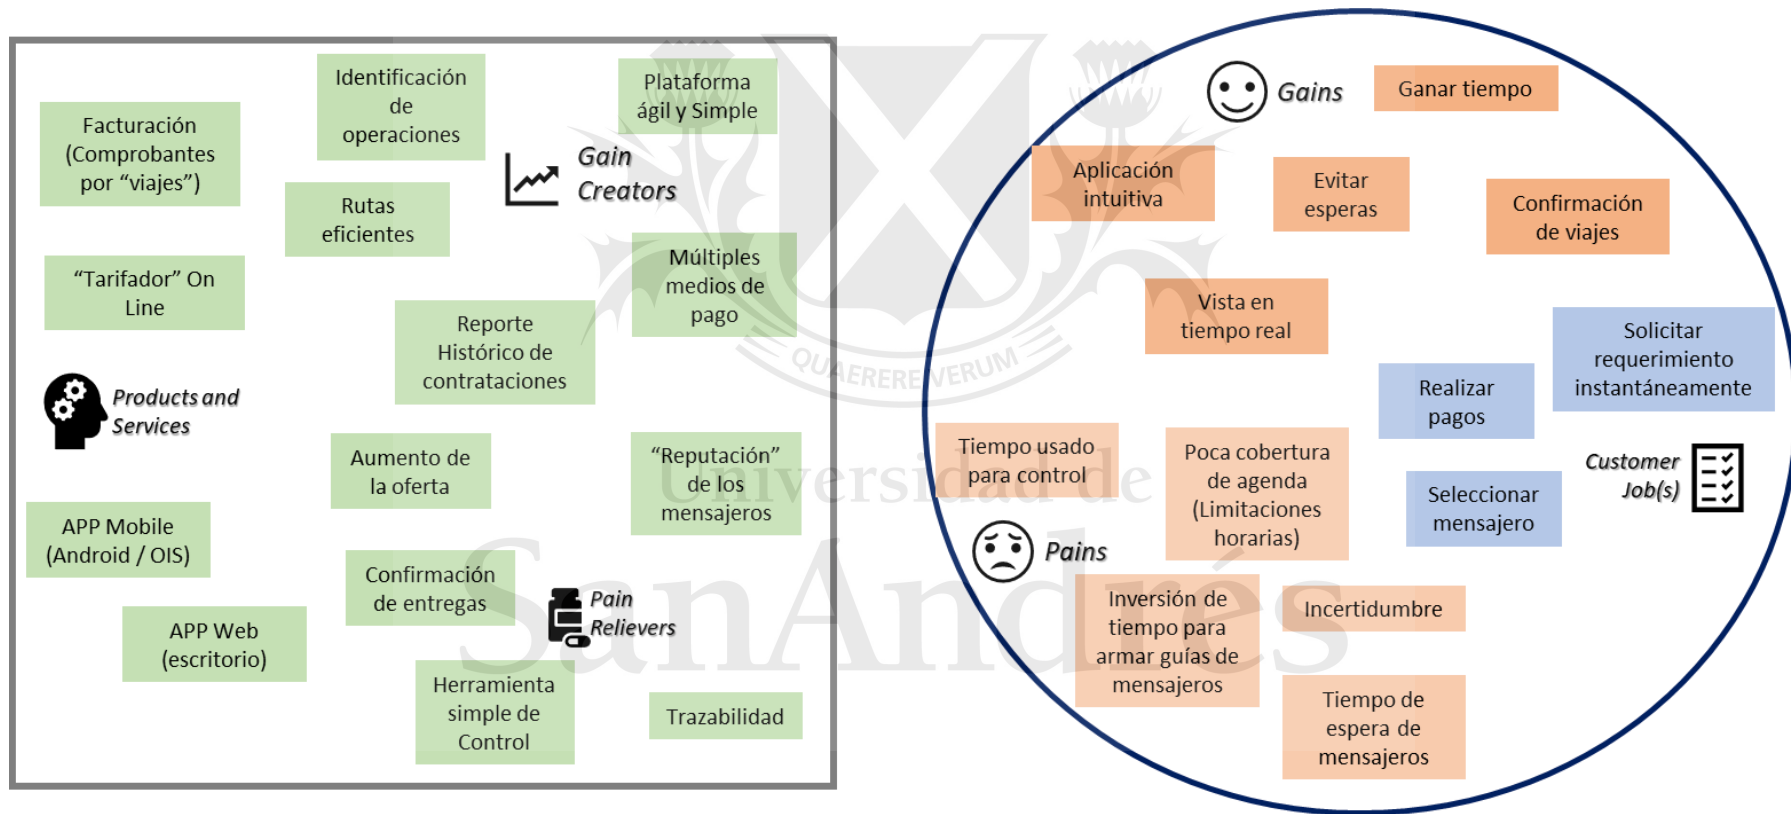 Facturación
(Comprobantes
por “viajes”)
Identificación
de
operaciones
Plataforma
ágil y Simple
Gain
Creators
Rutas
eficientes
“Tarifador” On
Line
Múltiples
medios de
pago
Reporte
Histórico de
contrataciones
Products and
Services
Aumento de
la oferta
“Reputación”
de los
mensajeros
APP Mobile
(Android / OIS)
Confirmación
de entregas
Pain
Relievers
APP Web
(escritorio)
Herramienta
simple de
Control
Trazabilidad
Gains
Ganar tiempo
Aplicación
intuitiva
Evitar
esperas
Confirmación
de viajes
Vista en
tiempo real
Solicitar
requerimiento
instantáneamente
Realizar
pagos
Customer
Job(s)
Seleccionar
mensajero
Tiempo usado
para control
Poca cobertura
de agenda
(Limitaciones
horarias)
Pains
Inversión de
tiempo para
armar guías de
mensajeros
Incertidumbre
Tiempo de
espera de
mensajeros
QUAERERE VERUM
Universidad de
SanAndrés